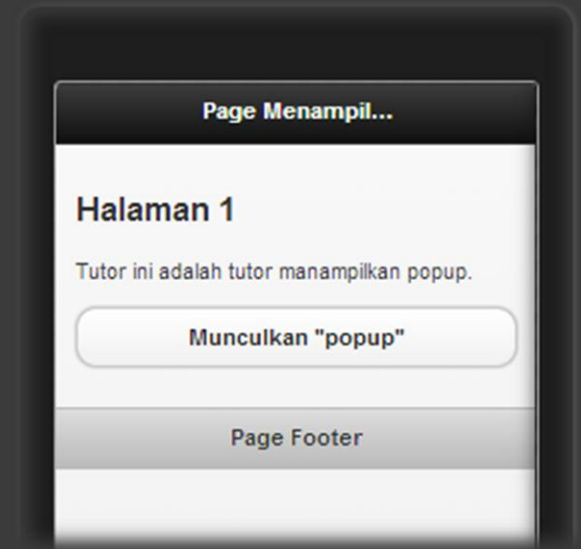 Page Menampil...
Halaman 1
Tutor ini adalah tutor manampilkan popup.
Munculkan "popup"
Page Footer